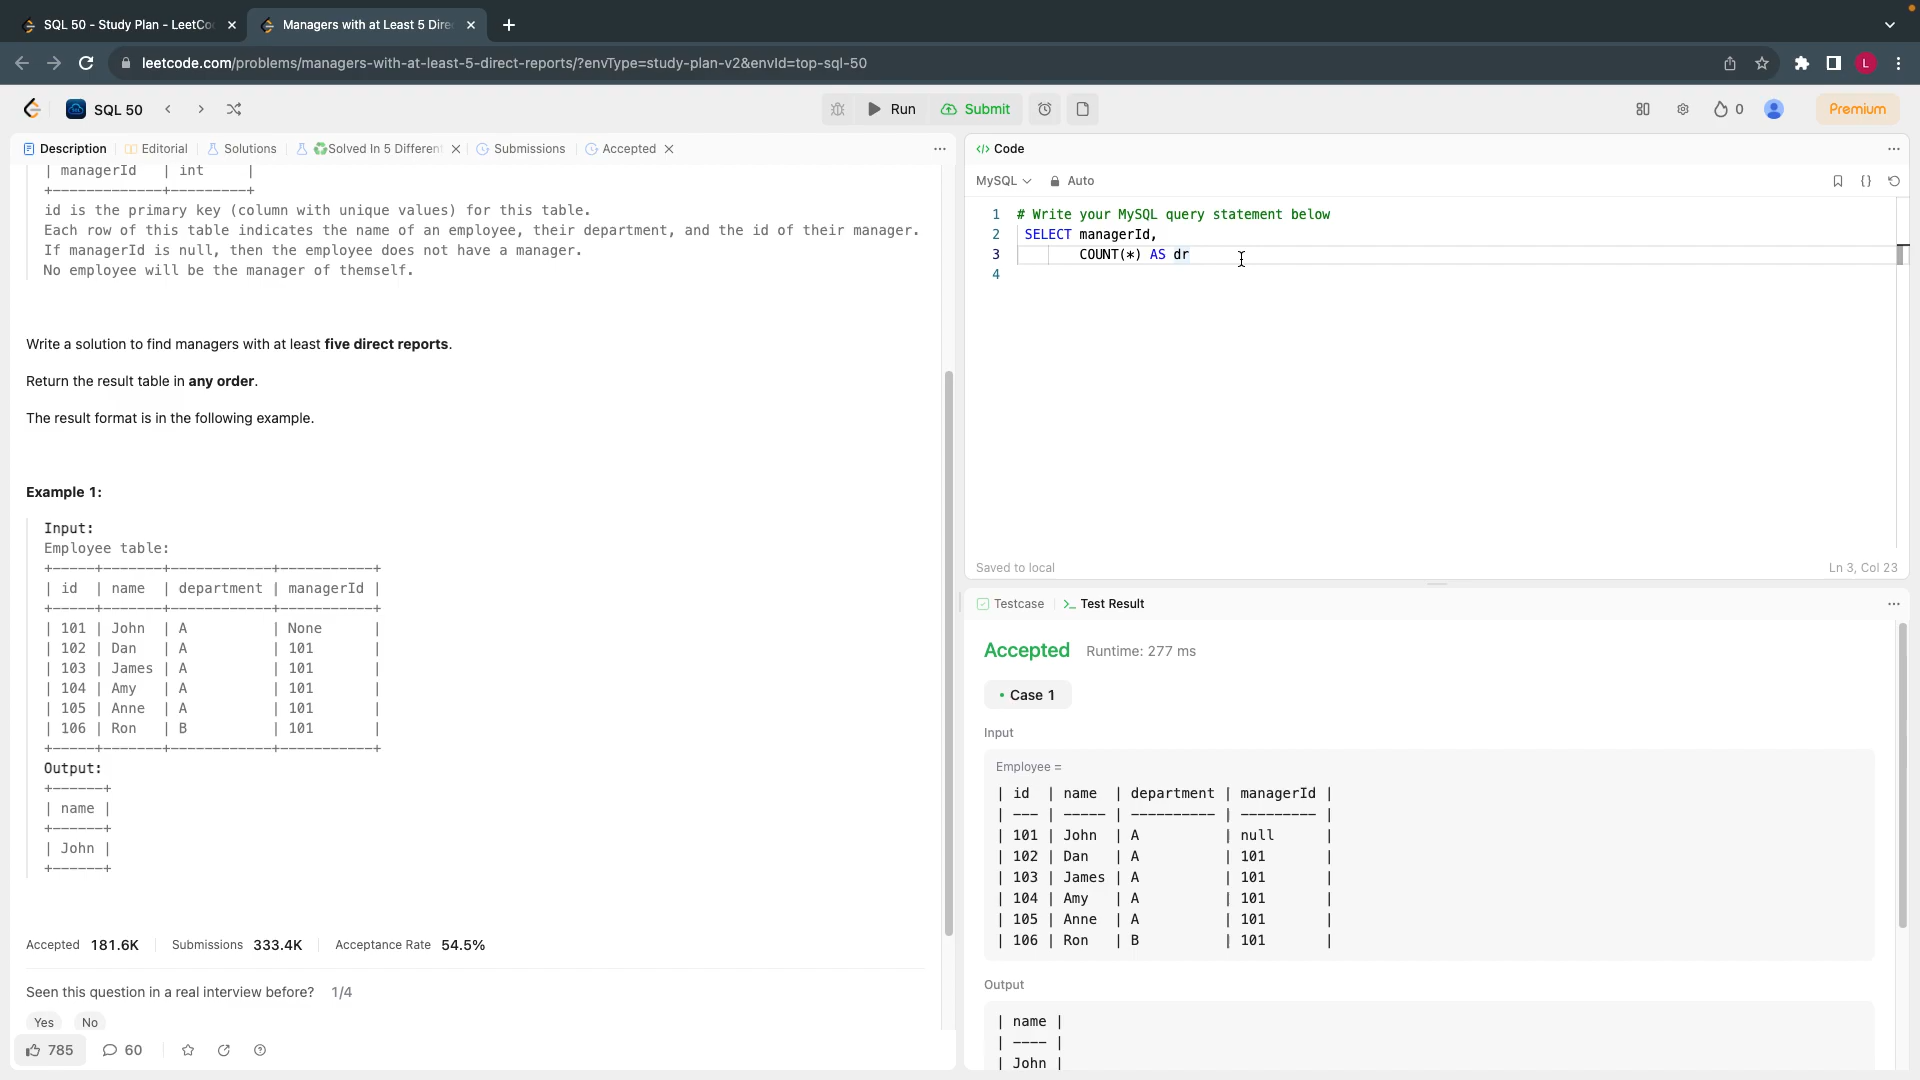 SQL 50 - Study Plan - LeetCo
Managers with at Least 5 Dire
leetcode.com/problems/managers-with-at-least-5-direct-reports/?envType=study-plan-v2&envId=top-sql-50
L
SQL 50
Run
Submit
0
Premium
Description
Editorial
Solutions
Solved In 5 Differen
Submissions
Accepted
| managerId   | int     |
+-------------+---------+
id is the primary key (column with unique values) for this table.
Each row of this table indicates the name of an employee, their department, and the id of their manager.
If managerId is null, then the employee does not have a manager.
No employee will be the manager of themself.
Write a solution to find managers with at least five direct reports.
Return the result table in any order.
The result format is in the following example.
Example 1:
Input:
Employee table:
+-----+-------+------------+-----------+
| id  | name  | department | managerId |
+-----+-------+------------+-----------+
| 101 | John  | A          | None      |
| 102 | Dan   | A          | 101       |
| 103 | James | A          | 101       |
| 104 | Amy   | A          | 101       |
| 105 | Anne  | A          | 101       |
| 106 | Ron   | B          | 101       |
+-----+-------+------------+-----------+
Output:
+------+
| name |
+------+
| John |
+------+
Accepted 181.6K
Submissions 333.4K
Acceptance Rate 54.5%
Seen this question in a real interview before? 1/4
Yes
No
785
60
</> Code
MySQL
Auto
1 # Write your MySQL query statement below
2 SELECT managerId,
3 COUNT(*) AS dr
4
Saved to local
Ln 3, Col 23
Testcase
>_ Test Result
Accepted
Runtime: 277 ms
• Case 1
Input
Employee =
| id  | name  | department | managerId |
| --- | ----- | ---------- | --------- |
| 101 | John  | A          | null      |
| 102 | Dan   | A          | 101       |
| 103 | James | A          | 101       |
| 104 | Amy   | A          | 101       |
| 105 | Anne  | A          | 101       |
| 106 | Ron   | B          | 101       |
Output
| name |
| ---- |
| John |